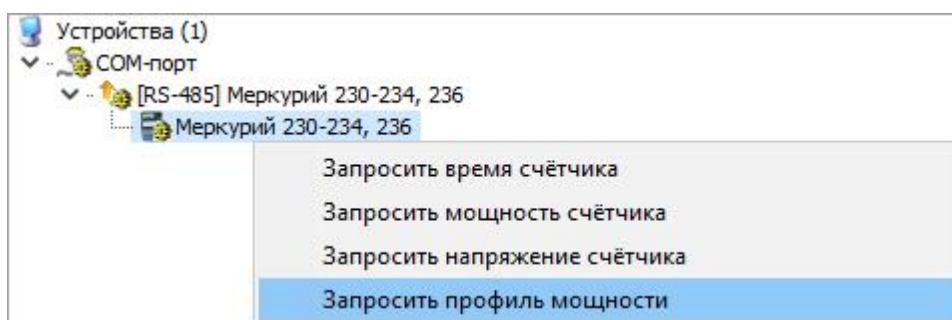 Устройства (1)
COM-порт
[RS-485] Меркурий 230-234, 236
Меркурий 230-234, 236
Запросить время счётчика
Запросить мощность счётчика
Запросить напряжение счётчика
Запросить профиль мощности